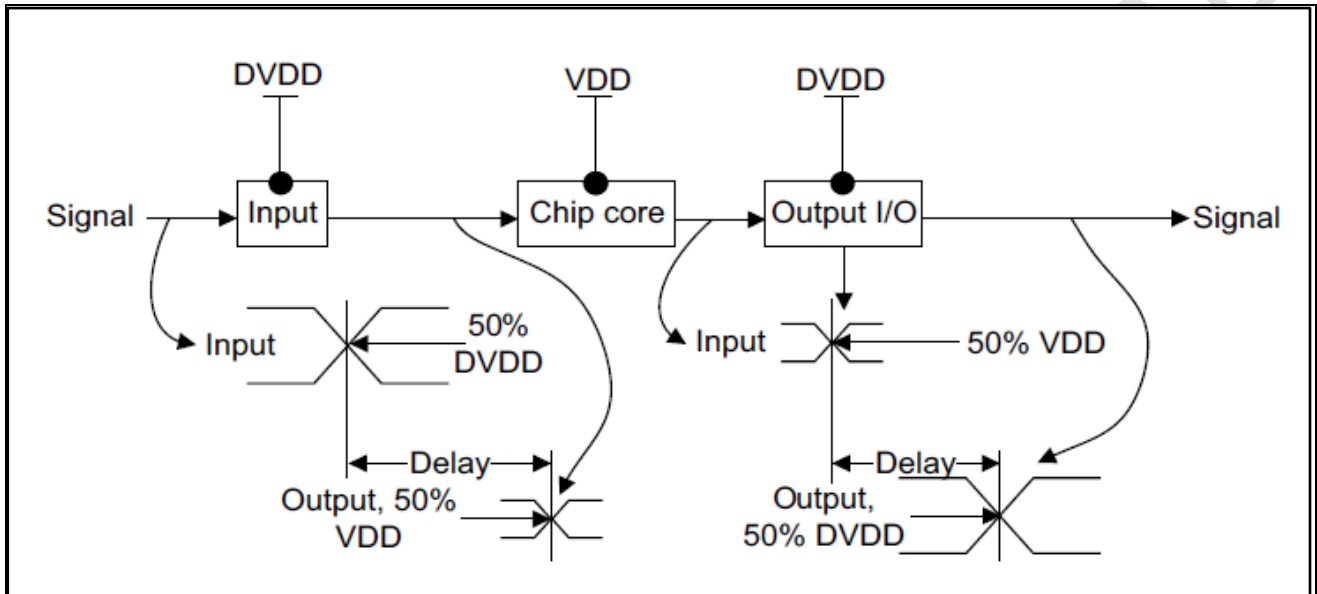 DVDD
VDD
DVDD
Signal
Input
Chip core
Output I/O
Signal
Input
50%
DVDD
Input
50% VDD
Delay
Output, 50%
VDD
Delay
Output,
50% DVDD